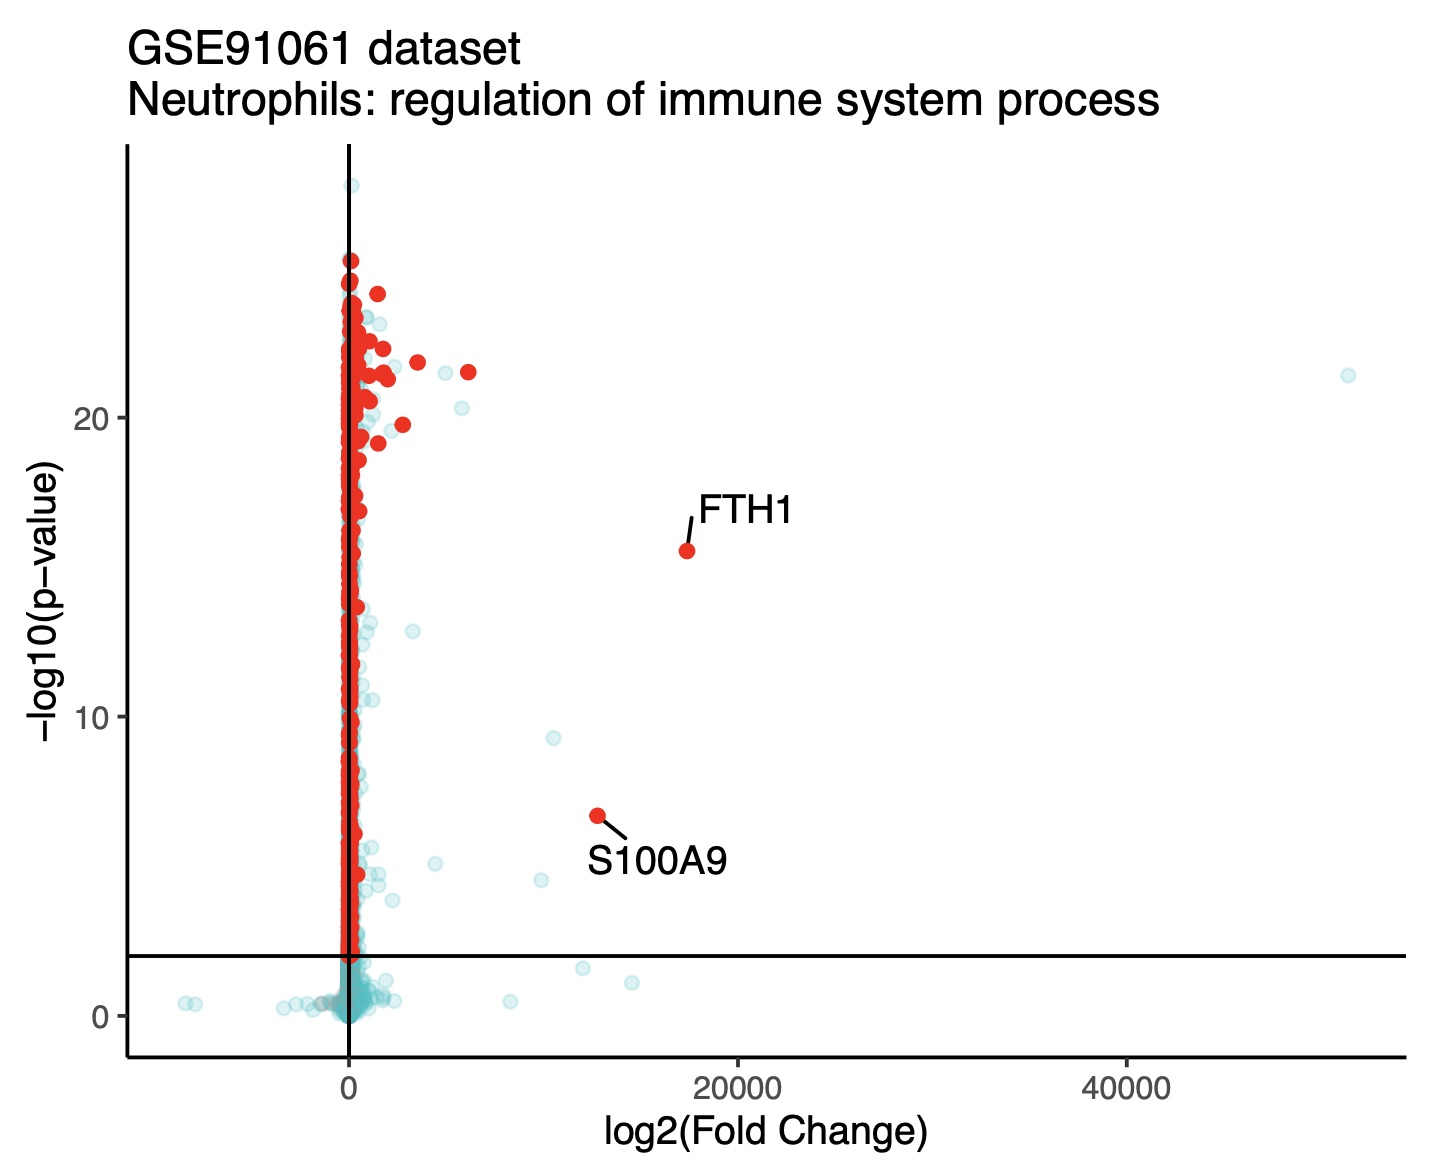 GSE91061 dataset
Neutrophils: regulation of immune system process
−log10(p−value)
20
10
0
FTH1
S100A9
0
20000
40000
log2(Fold Change)